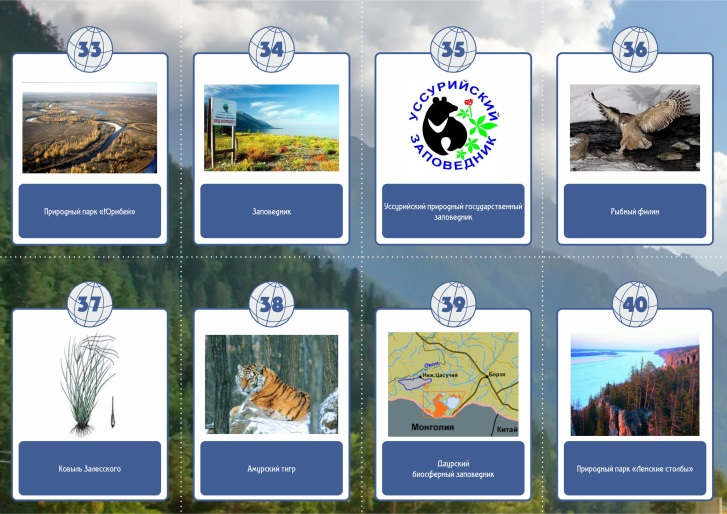 33
34
35
36
УССУРИЙСКИЙ
ЗАПОВЕДНИК
Природный парк «Юрибей»
Заповедник
Уссурийский природный государственный
заповедник
Рыбный филин
37
38
39
40
Онон
Ниж.Цасучей
Борзя
Монголия
Китай
Ковыль Залесского
Амурский тигр
Даурский
биосферный заповедник
Природный парк «Ленские столбы»